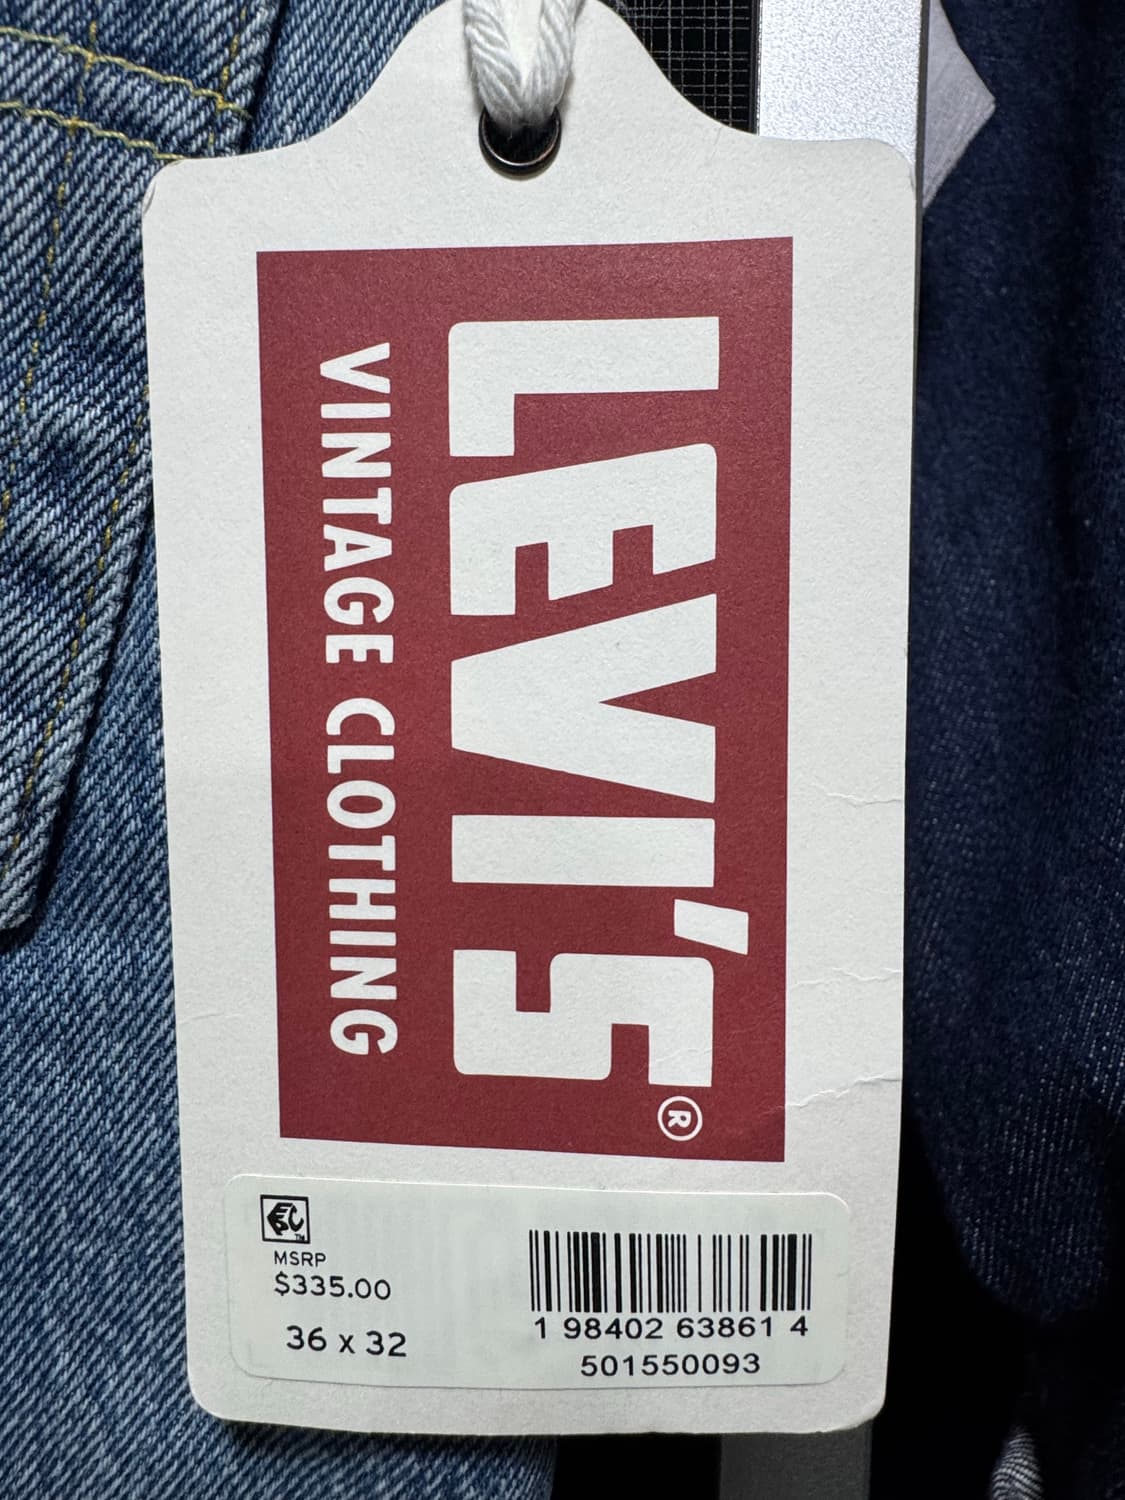 LEVI'S®
VINTAGE CLOTHING
MSRP
$335.00
36 x 32
1 98402 63861 4
501550093